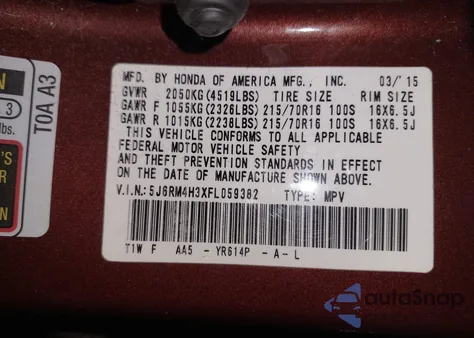 MFD. BY HONDA OF AMERICA MFG., INC. 03/'15
GVWR 2050KG(4519LBS) TIRE SIZE RIM SIZE
GAWR F 1055KG(2326LBS) 215/70R16 100S 16X6.5J
GAWR R 1015KG(2238LBS) 215/70R16 100S 16X6.5J
THIS VEHICLE CONFORMS TO ALL APPLICABLE
FEDERAL MOTOR VEHICLE SAFETY
AND THEFT PREVENTION STANDARDS IN EFFECT
ON THE DATE OF MANUFACTURE SHOWN ABOVE.
V.I.N.:5J6RM4H3XFL059382 TYPE: MPV
T1W F AA5 - YR614P - A - L
N
3
lbs.
T0A A3
'S
R
N
autoSnap